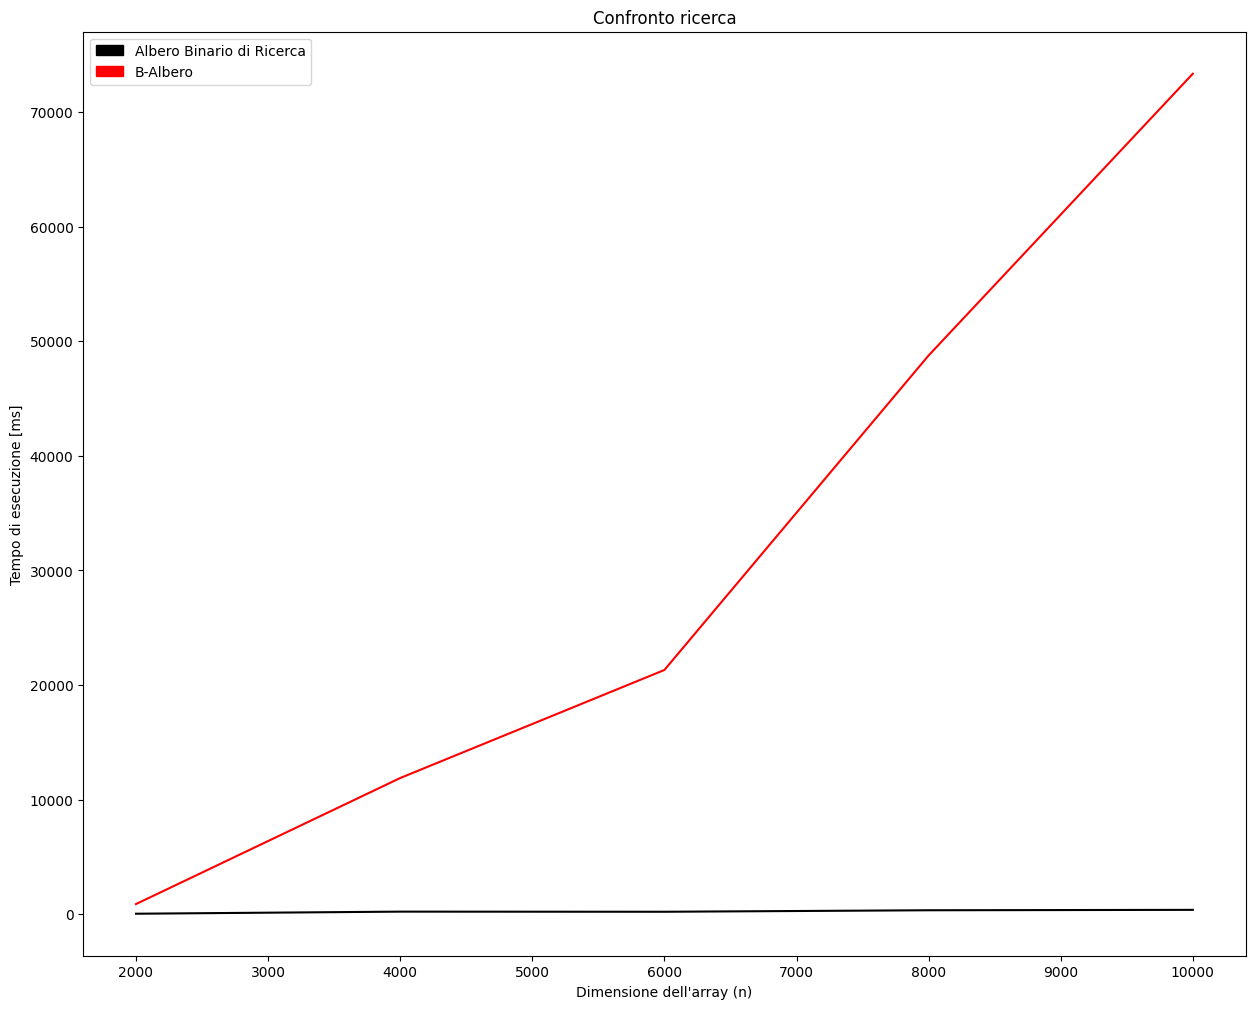 Confronto ricerca
Albero Binario di Ricerca
B-Albero
Tempo di esecuzione [ms]
70000
60000
50000
40000
30000
20000
10000
0
2000 3000 4000 5000 6000 7000 8000 9000 10000
Dimensione dell'array (n)